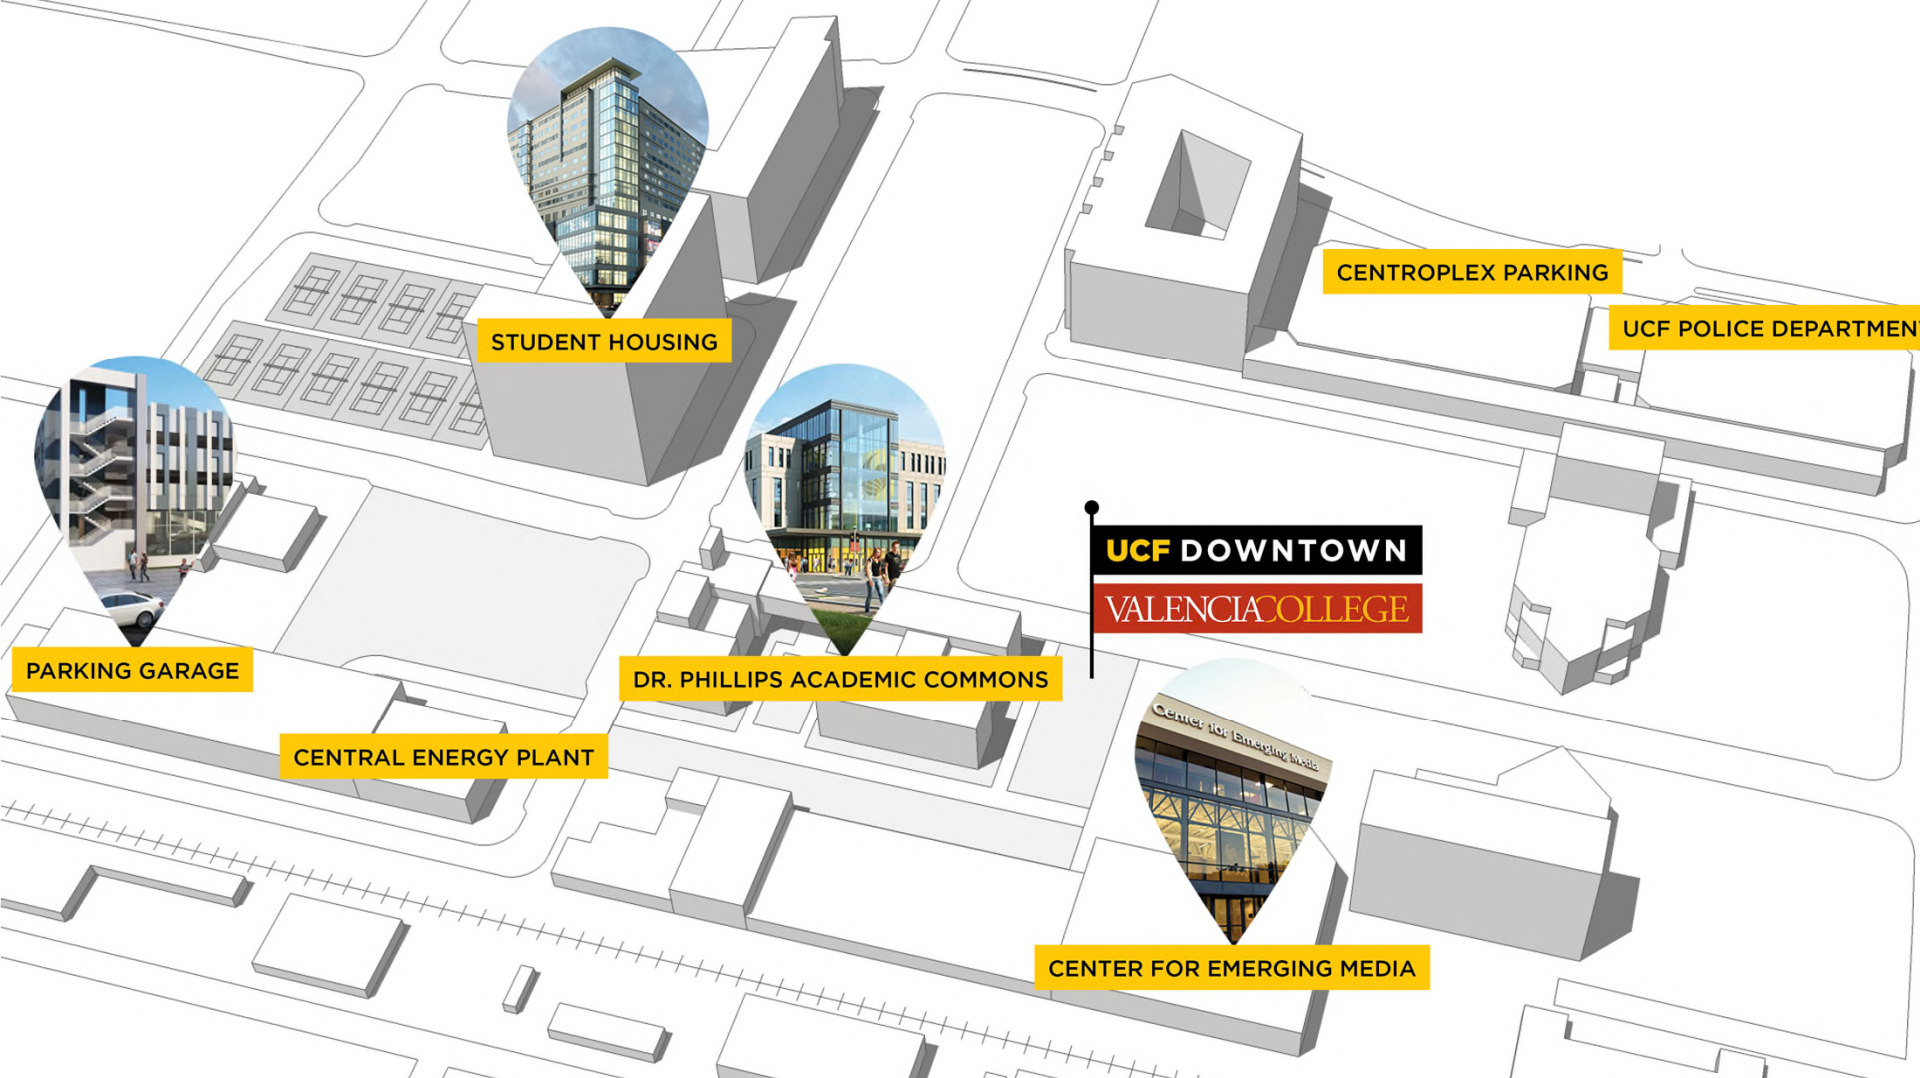 CENTROPLEX PARKING
UCF POLICE DEPARTMENT
STUDENT HOUSING
UCF DOWNTOWN
VALENCIACOLLEGE
PARKING GARAGE
DR. PHILLIPS ACADEMIC COMMONS
Center for Emerging Media
CENTRAL ENERGY PLANT
CENTER FOR EMERGING MEDIA